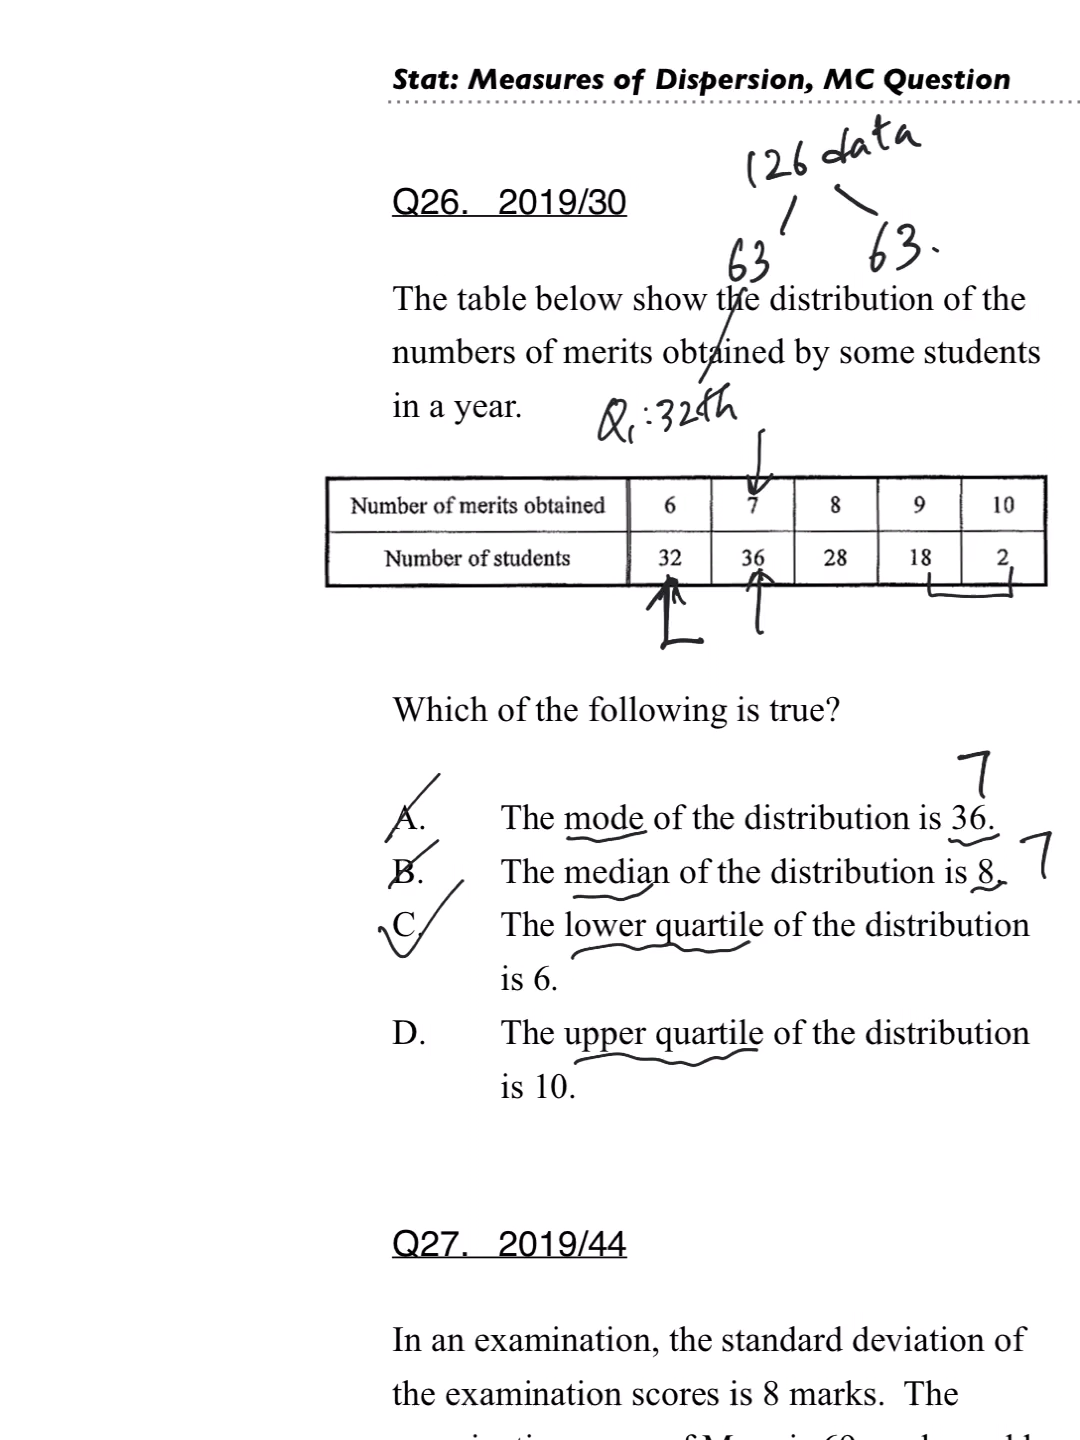 Stat: Measures of Dispersion, MC Question
126 data
Q26. 2019/30
63 63.
The table below show the distribution of the
numbers of merits obtained by some students
in a year.
Q1: 32th
Number of merits obtained 6 7 8 9 10
Number of students 32 36 28 18 2
Which of the following is true?
7
A. The mode of the distribution is 36.
B. The median of the distribution is 8. 7
C. The lower quartile of the distribution
is 6.
D. The upper quartile of the distribution
is 10.
Q27. 2019/44
In an examination, the standard deviation of
the examination scores is 8 marks. The